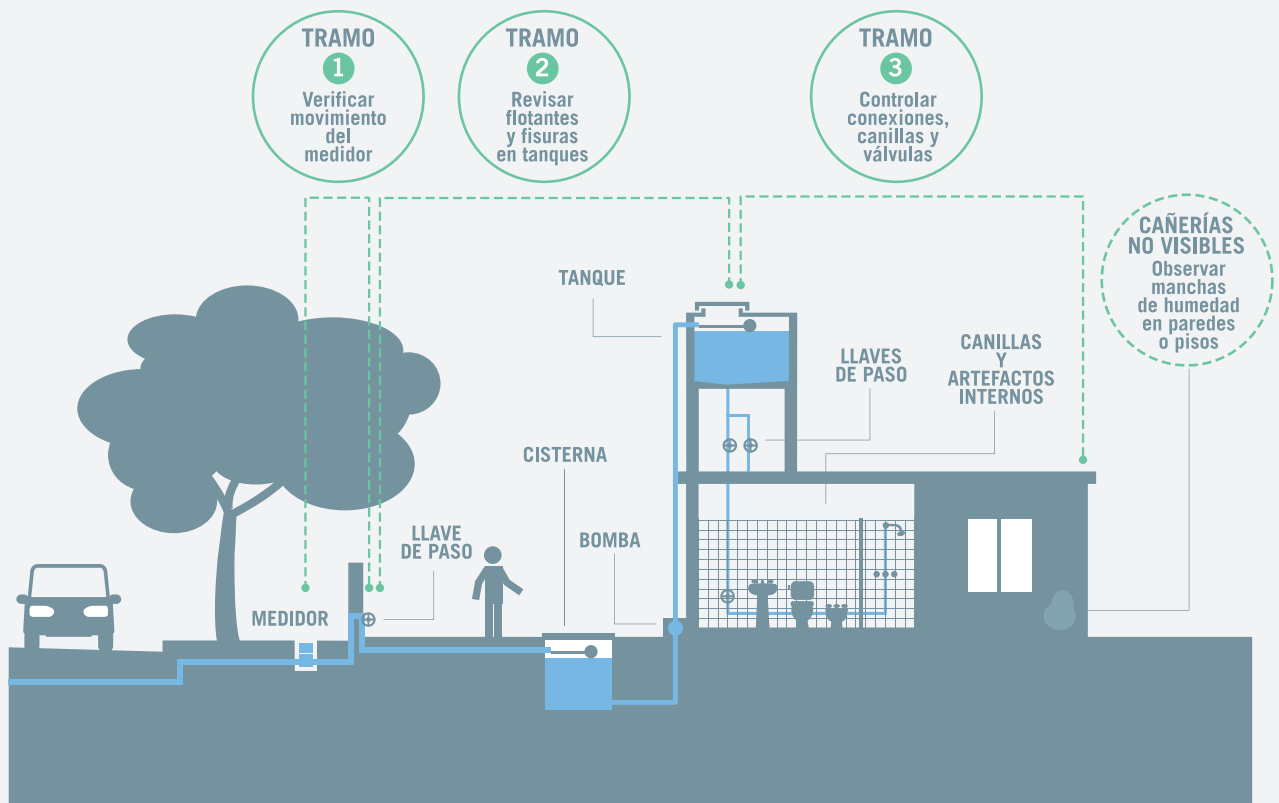 TRAMO
1
Verificar
movimiento
del
medidor
TRAMO
2
Revisar
flotantes
y fisuras
en tanques
TRAMO
3
Controlar
conexiones,
canillas y
válvulas
CAÑERÍAS
NO VISIBLES
Observar
manchas
de humedad
en paredes
o pisos
TANQUE
LLAVES
DE PASO
CANILLAS
Y
ARTEFACTOS
INTERNOS
CISTERNA
LLAVE
DE PASO
BOMBA
MEDIDOR